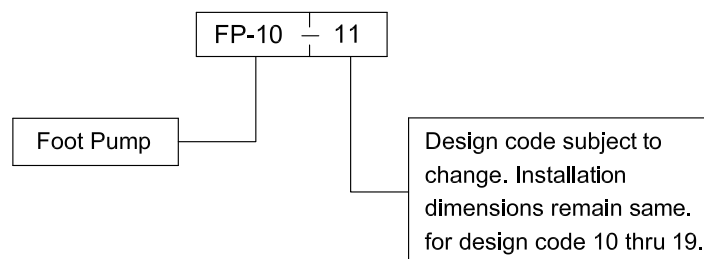 FP-10 – 11
Foot Pump
Design code subject to
change. Installation
dimensions remain same.
for design code 10 thru 19.